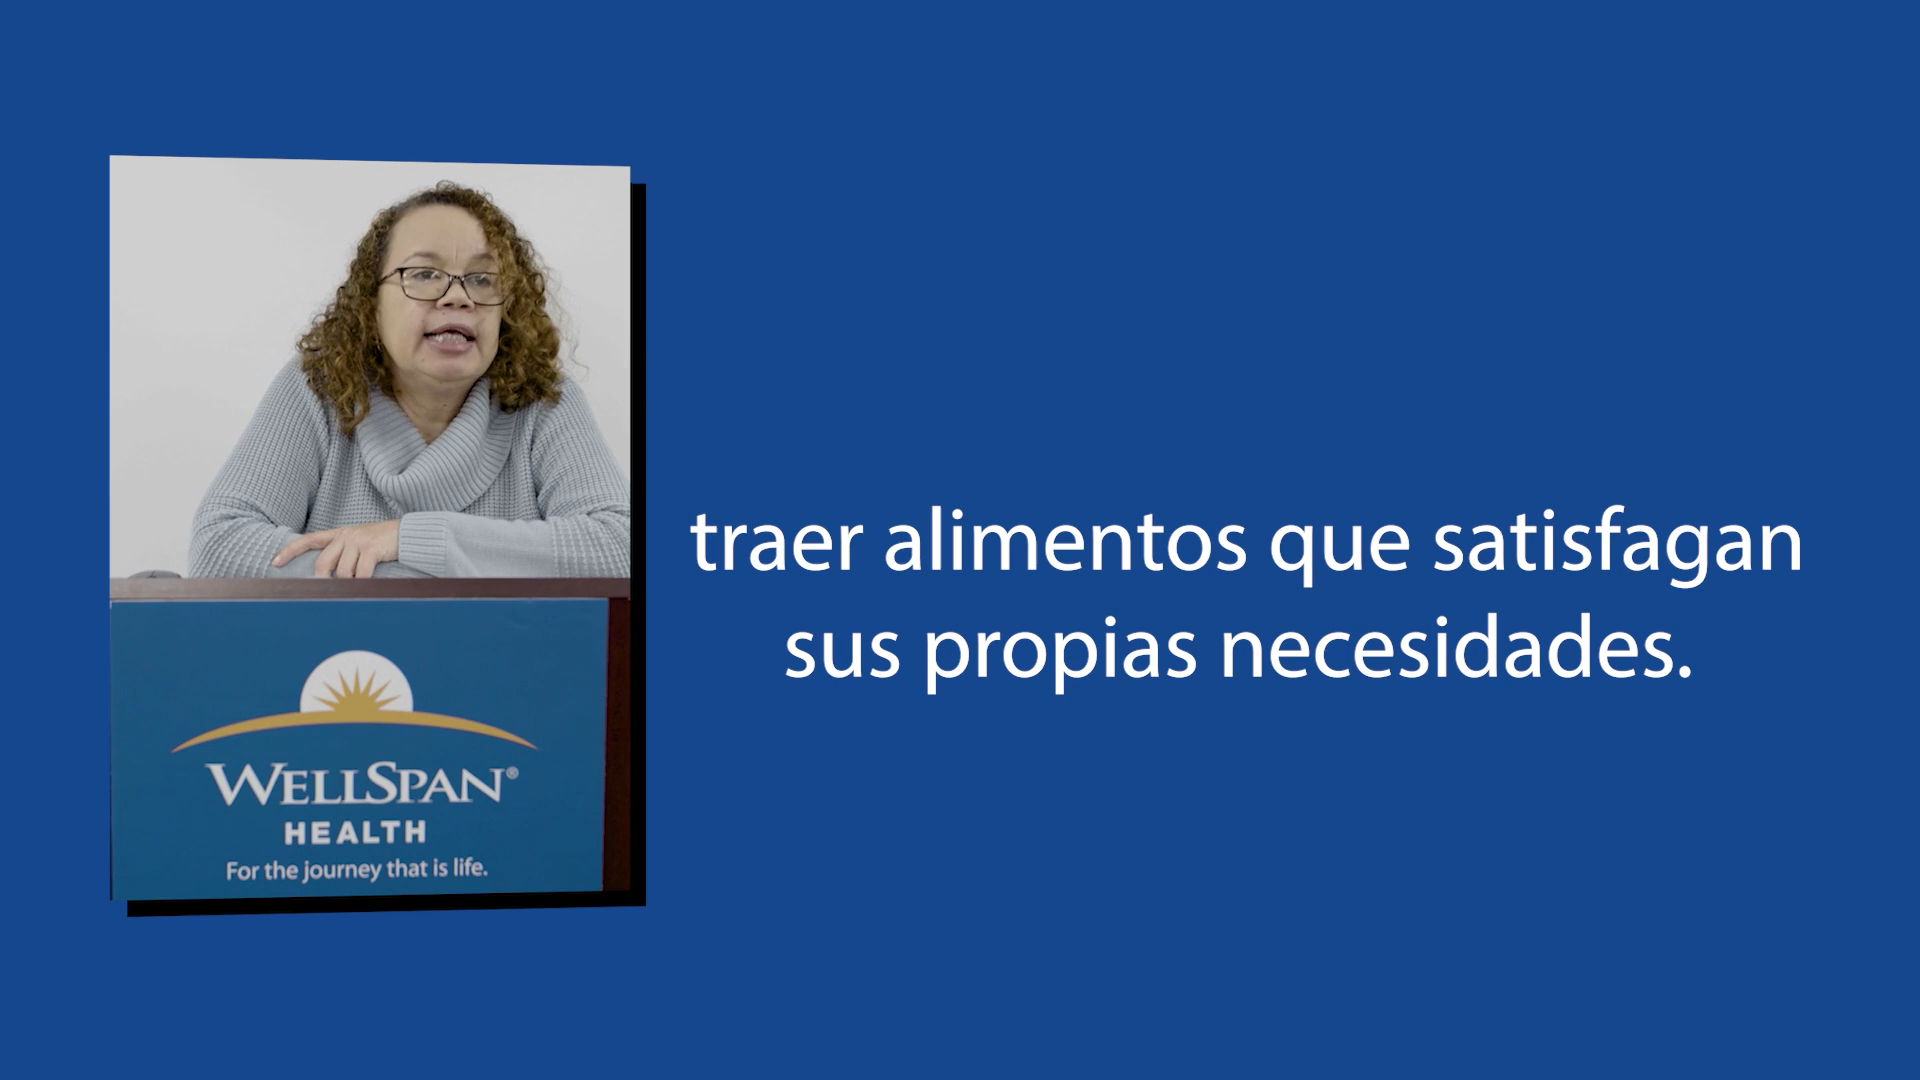 traer alimentos que satisfagan
sus propias necesidades.
WELLSPAN®
HEALTH
For the journey that is life.